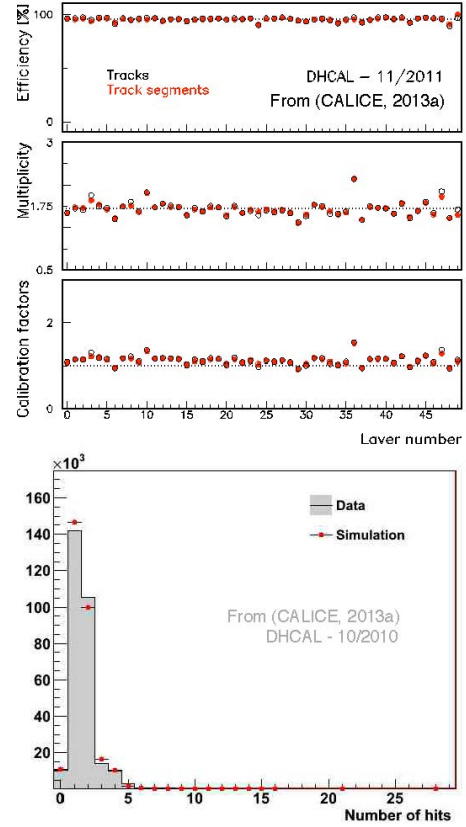 100
Efficiency [%]
Tracks
Track segments
DHCAL – 11/2011
From (CALICE, 2013a)
0
3
Multiplicity
1.75
0.5
Calibration factors
2
0
0 5 10 15 20 25 30 35 40 45
Layer number
×10³
160
140
120
100
80
60
40
20
Data
Simulation
From (CALICE, 2013a)
DHCAL - 10/2010
0 5 10 15 20 25
Number of hits